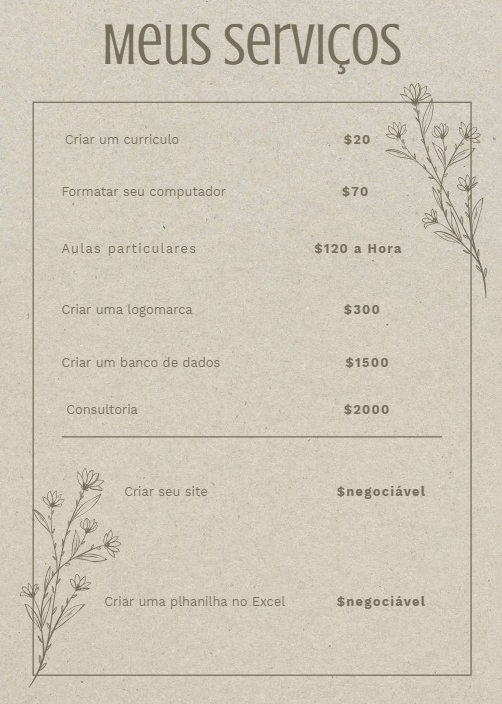 Meus serviços
Criar um curriculo $20
Formatar seu computador $70
Aulas particulares $120 a Hora
Criar uma logomarca $300
Criar um banco de dados $1500
Consultoria $2000
Criar seu site $negociável
Criar uma plhanilha no Excel $negociável